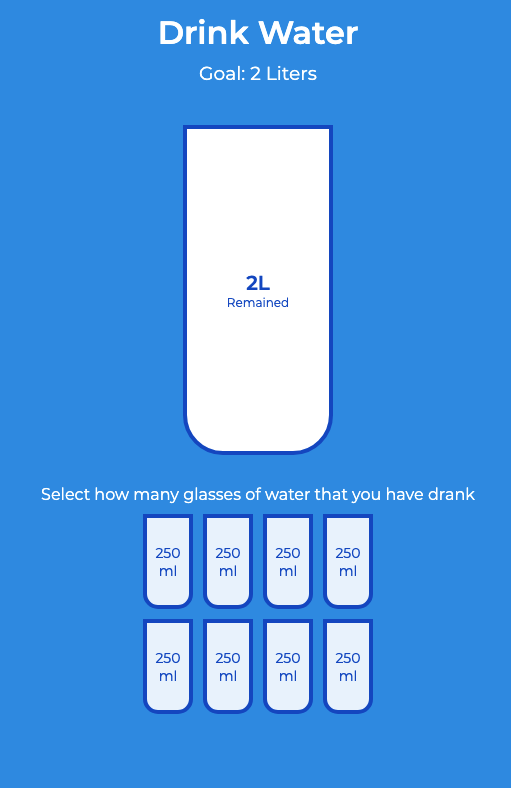 Drink Water
Goal: 2 Liters
2L
Remained
Select how many glasses of water that you have drank
250 250 250 250
ml ml ml ml
250 250 250 250
ml ml ml ml